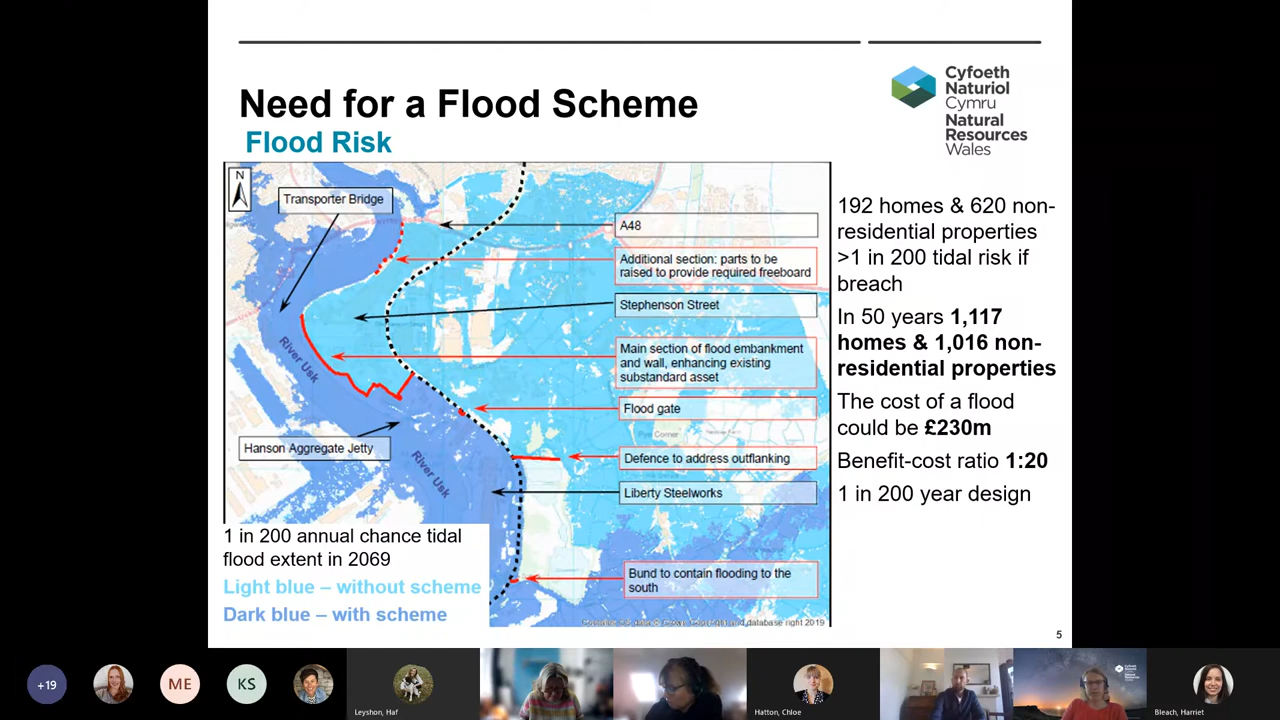 Need for a Flood Scheme
Flood Risk
Cyfoeth
Naturiol
Cymru
Natural
Resources
Wales
N
Transporter Bridge
A48
Additional section: parts to be
raised to provide required freeboard
Stephenson Street
Main section of flood embankment
and wall, enhancing existing
substandard asset
Flood gate
Defence to address outflanking
Liberty Steelworks
Bund to contain flooding to the
south
River Usk
Hanson Aggregate Jetty
River Usk
and database right 2019
1 in 200 annual chance tidal
flood extent in 2069
Light blue – without scheme
Dark blue – with scheme
192 homes & 620 non-
residential properties
>1 in 200 tidal risk if
breach
In 50 years 1,117
homes & 1,016 non-
residential properties
The cost of a flood
could be £230m
Benefit-cost ratio 1:20
1 in 200 year design
5
+19
ME
KS
Leyshon, Haf
Hatton, Chloe
Bleach, Harriet